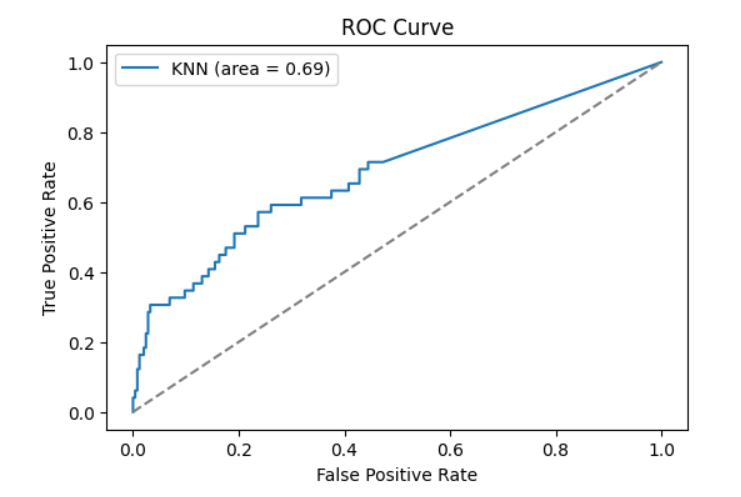 ROC Curve
KNN (area = 0.69)
True Positive Rate
1.0
0.8
0.6
0.4
0.2
0.0
0.0 0.2 0.4 0.6 0.8 1.0
False Positive Rate